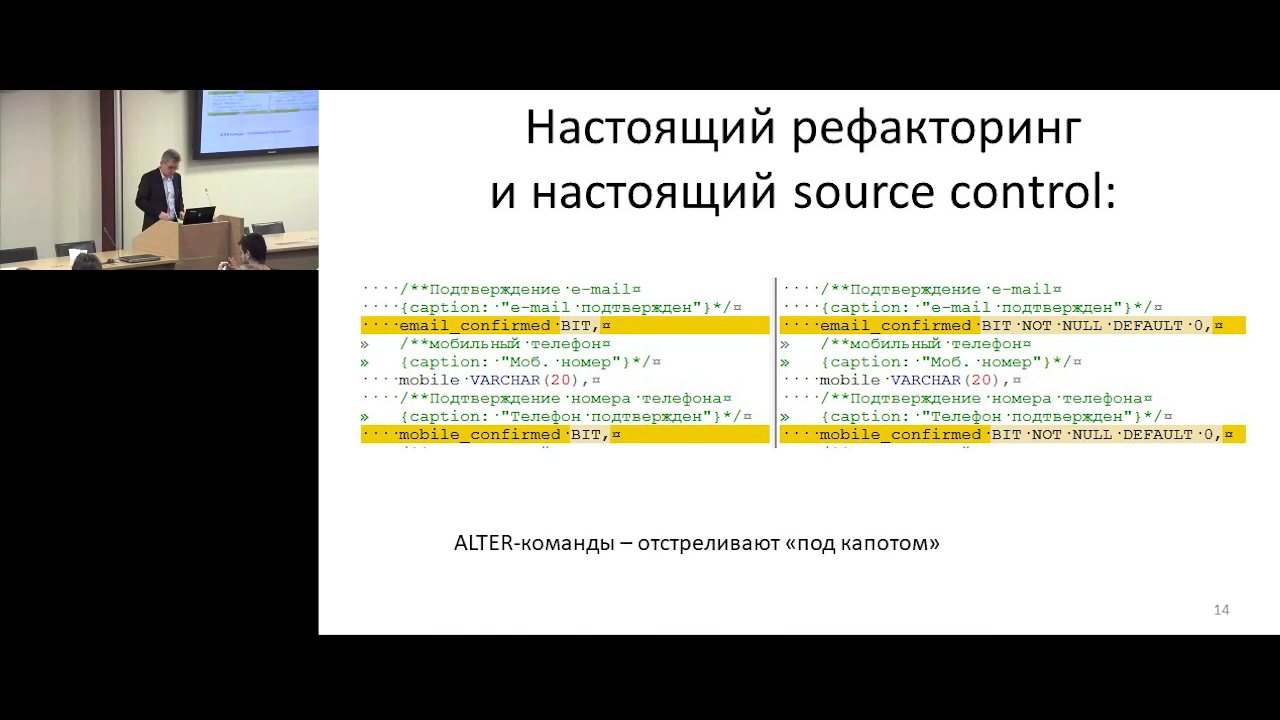 Настоящий рефакторинг
и настоящий source control:
····/**Подтверждение·e-mail¤
····{caption:·"e-mail·подтвержден"}*/¤
····email_confirmed·BIT,¤
»   /**мобильный·телефон¤
»   {caption:·"Моб.·номер"}*/¤
····mobile·VARCHAR(20),¤
····/**Подтверждение·номера·телефона¤
»   {caption:·"Телефон·подтвержден"}*/¤
····mobile_confirmed·BIT,¤
····/**Подтверждение·e-mail¤
····{caption:·"e-mail·подтвержден"}*/¤
····email_confirmed·BIT·NOT·NULL·DEFAULT·0,¤
»   /**мобильный·телефон¤
»   {caption:·"Моб.·номер"}*/¤
····mobile·VARCHAR(20),¤
····/**Подтверждение·номера·телефона¤
»   {caption:·"Телефон·подтвержден"}*/¤
····mobile_confirmed·BIT·NOT·NULL·DEFAULT·0,¤
ALTER-команды – отстреливают «под капотом»
14